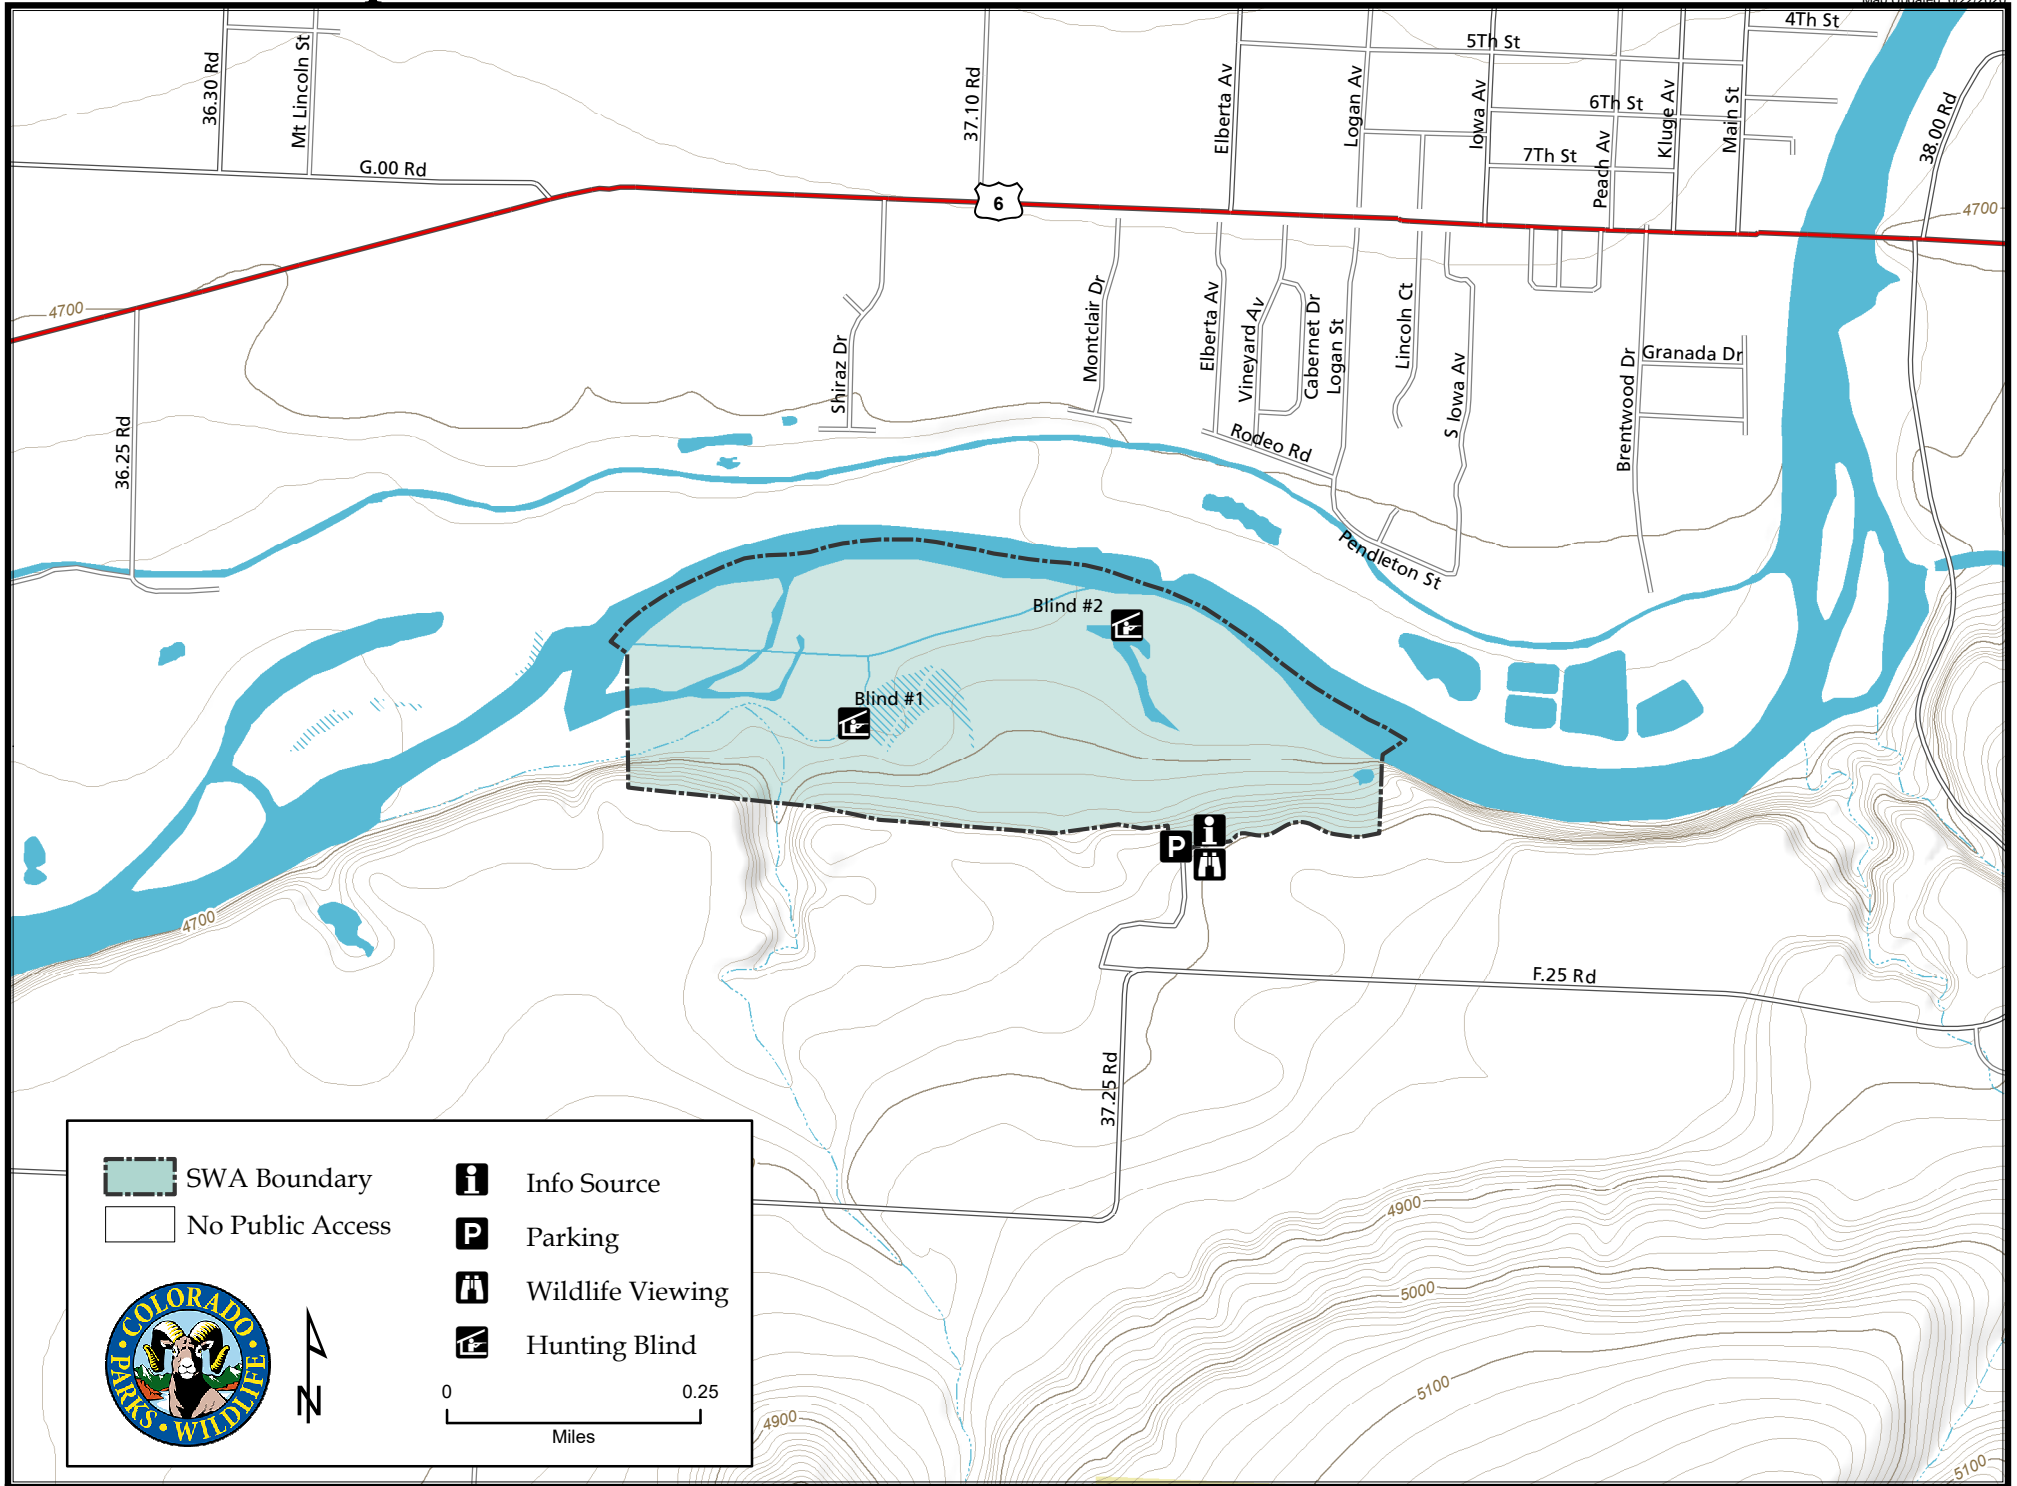 4Th St
5Th St
36.30 Rd
Mt Lincoln St
37.10 Rd
Elberta Av
Logan Av
Iowa Av
6Th St
Kluge Av
Main St
38.00 Rd
7Th St
Peach Av
G.00 Rd
6
4700
4700
Montclair Dr
Elberta Av
Vineyard Av
Cabernet Dr
Logan St
Lincoln Ct
S Iowa Av
Shiraz Dr
Brentwood Dr
Granada Dr
36.25 Rd
Rodeo Rd
Pendleton St
Blind #2
Blind #1
P
i
4700
F.25 Rd
37.25 Rd
SWA Boundary
No Public Access
i Info Source
P Parking
Wildlife Viewing
Hunting Blind
COLORADO
PARKS • WILDLIFE
N
0 0.25
Miles
4900
5000
5100
4900
5100